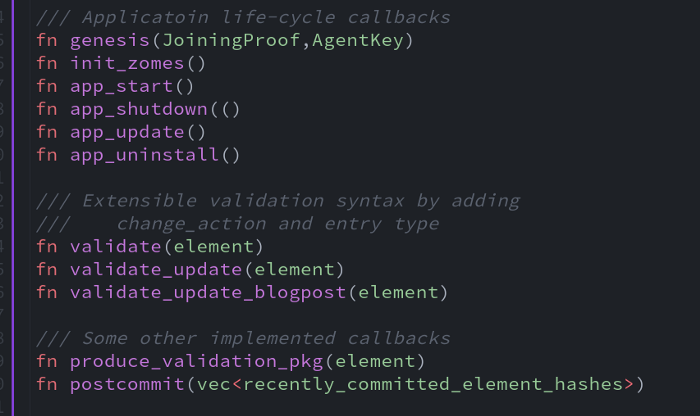 /// Applicatoin life-cycle callbacks
fn genesis(JoiningProof,AgentKey)
fn init_zomes()
fn app_start()
fn app_shutdown(()
fn app_update()
fn app_uninstall()
/// Extensible validation syntax by adding
///    change_action and entry type
fn validate(element)
fn validate_update(element)
fn validate_update_blogpost(element)
/// Some other implemented callbacks
fn produce_validation_pkg(element)
fn postcommit(vec<recently_committed_element_hashes>)